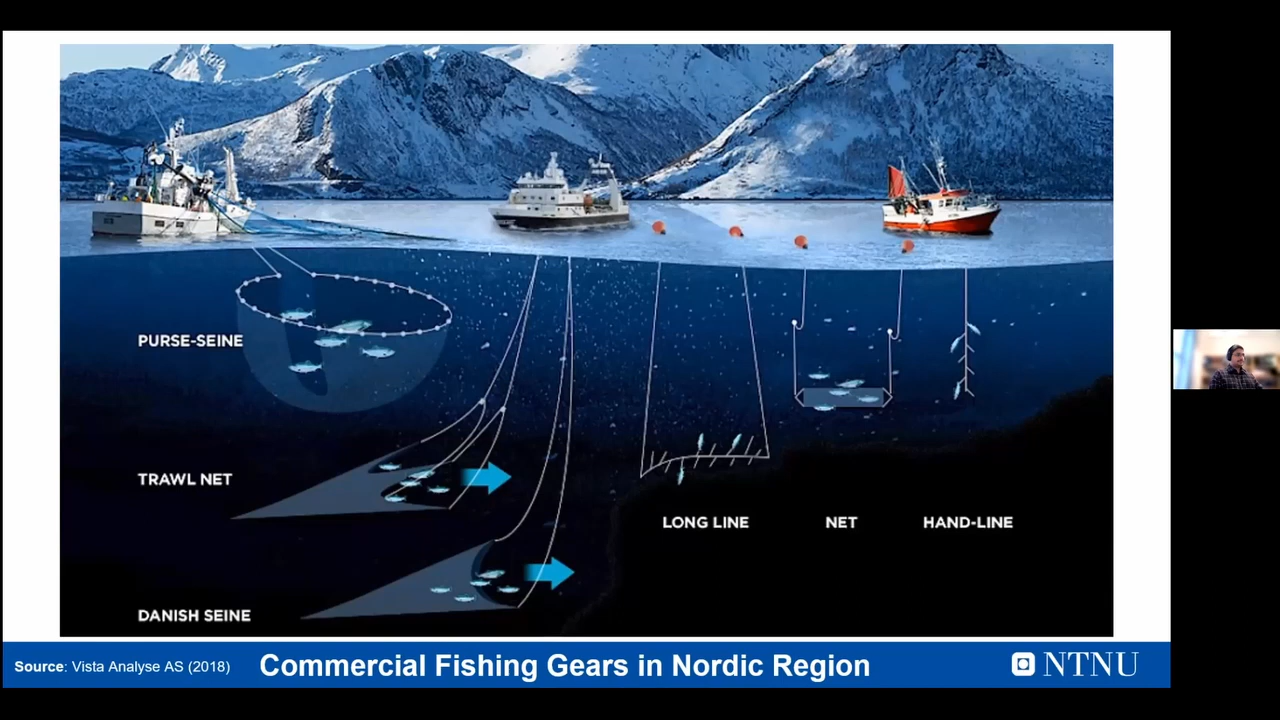 PURSE-SEINE
TRAWL NET
LONG LINE
NET
HAND-LINE
DANISH SEINE
Source: Vista Analyse AS (2018)
Commercial Fishing Gears in Nordic Region
NTNU